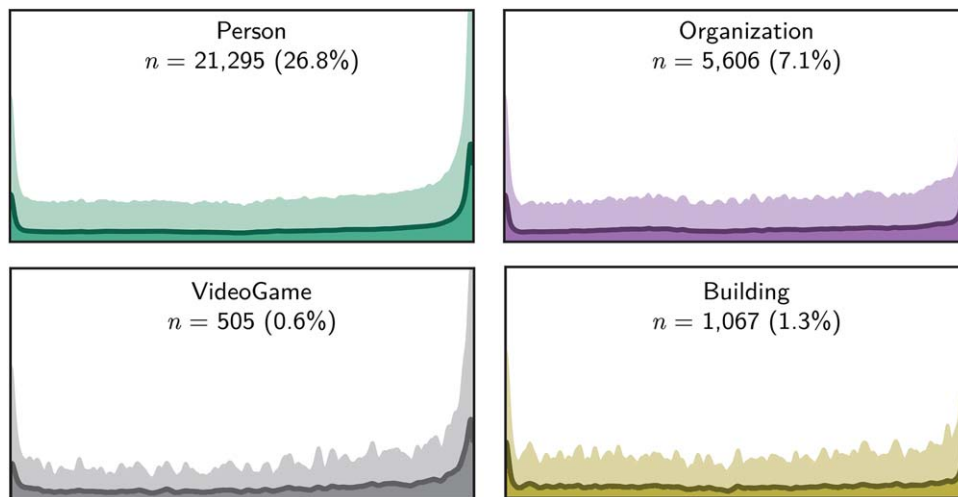 Person
n = 21,295 (26.8%)
Organization
n = 5,606 (7.1%)
VideoGame
n = 505 (0.6%)
Building
n = 1,067 (1.3%)